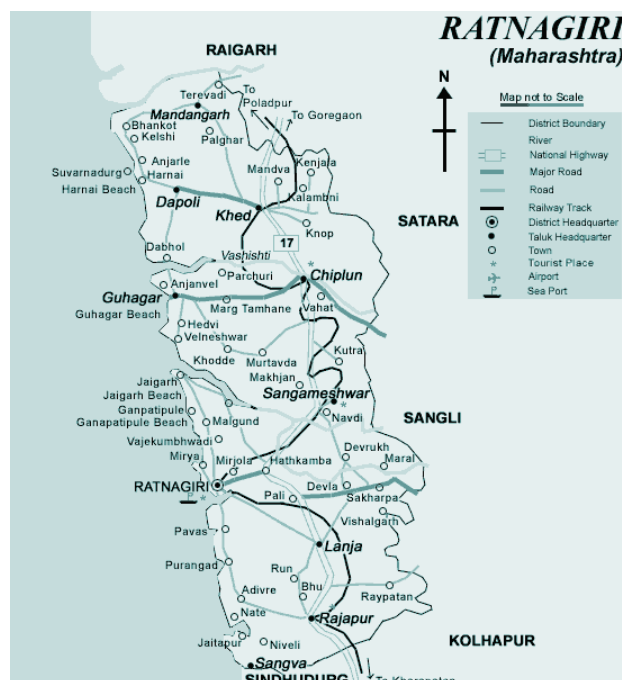 RATNAGIRI
(Maharashtra)
RAIGARH
N
Map not to Scale
District Boundary
River
National Highway
Major Road
Road
Railway Track
District Headquarter
Taluk Headquarter
Town
Tourist Place
Airport
Sea Port
To
Poladpur
To Goregaon
Terevadi
Mandangarh
Bhankot
Kelshi
Palghar
Anjarle
Suvarnadurg
Harnai
Harnai Beach
Mandva
Kenjala
Kalambni
Dapoli
Khed
Knop
SATARA
17
Dabhol
Vashishti
Parchuri
Chiplun
Anjanvel
Guhagar
Guhagar Beach
Marg Tamhane
Vahat
Hedvi
Velneshwar
Khodde
Murtavda
Kutra
Makhjan
Jaigarh
Jaigarh Beach
Sangameshwar
Ganpatipule
Ganapatipule Beach
Malgund
Navdi
SANGLI
Vajekumbhwadi
Mirya
Mirjola
Hathkamba
Devrukh
Maral
RATNAGIRI
Pali
Devla
Sakharpa
Vishalgarh
Pavas
Lanja
Purangad
Run
Bhu
Raypatan
Adivre
Nate
Rajapur
Jaitapur
Niveli
KOLHAPUR
Sangva
SINDHUDURG
To Kharepatan